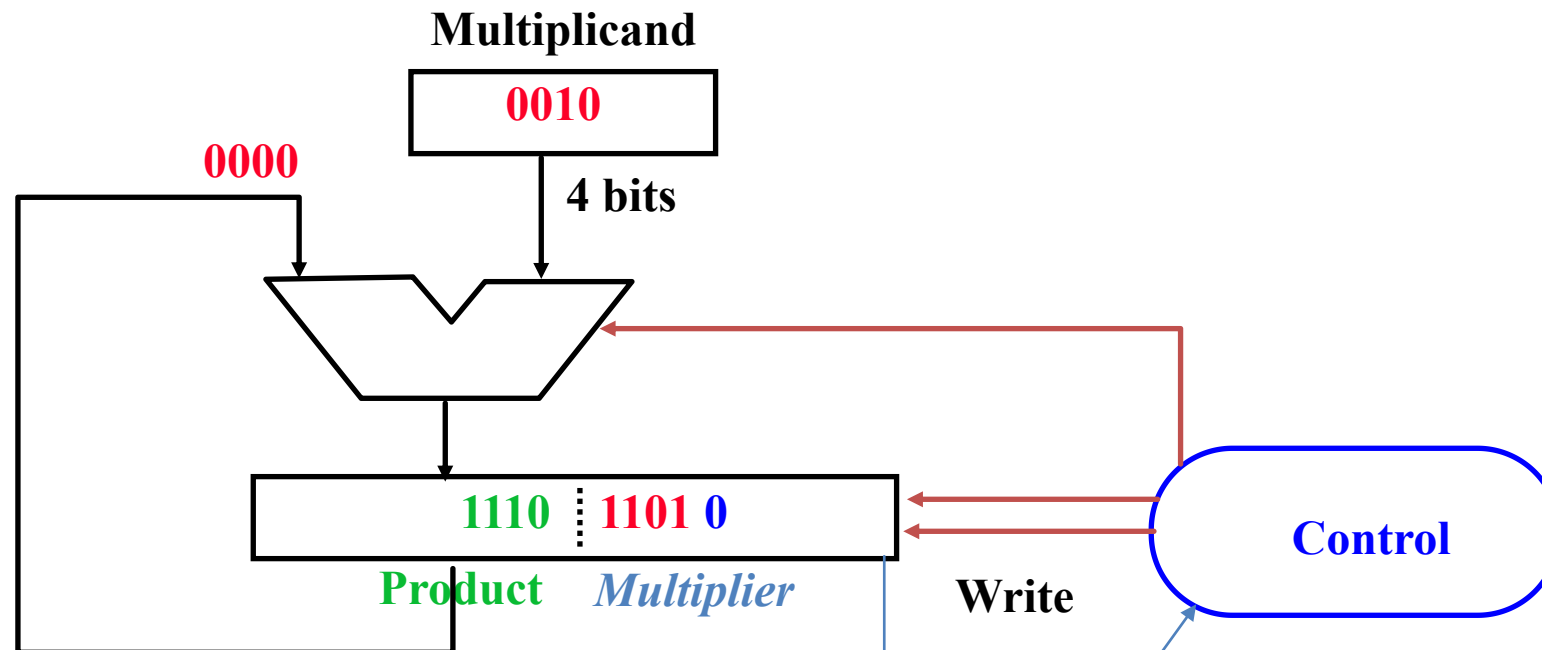 Multiplicand
0010
0000
4 bits
1110 1101 0
Control
Product Multiplier
Write